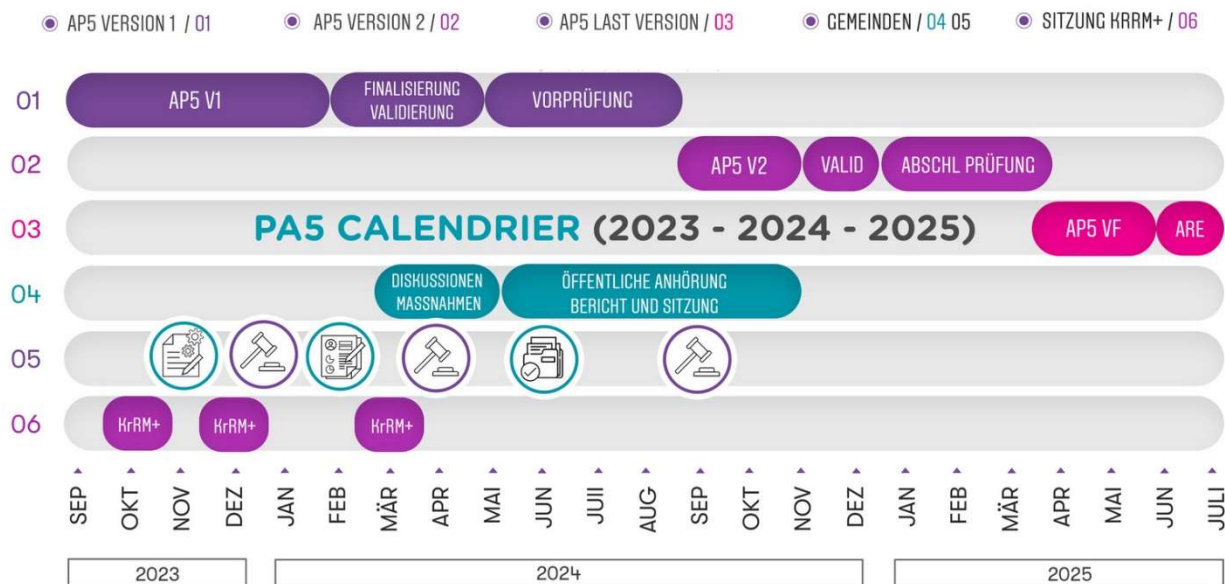 AP5 VERSION 1 / 01
AP5 VERSION 2 / 02
AP5 LAST VERSION / 03
GEMEINDEN / 04 05
SITZUNG KRRM+ / 06
01
AP5 V1
FINALISIERUNG
VALIDIERUNG
VORPRÜFUNG
02
AP5 V2
VALID
ABSCHL PRÜFUNG
03
PA5 CALENDRIER (2023 - 2024 - 2025)
AP5 VF
ARE
04
DISKUSSIONEN
MASSNAHMEN
ÖFFENTLICHE ANHÖRUNG
BERICHT UND SITZUNG
05
06
KrRM+
KrRM+
KrRM+
SEP
OKT
NOV
DEZ
JAN
FEB
MÄR
APR
MAI
JUN
JUII
AUG
SEP
OKT
NOV
DEZ
JAN
FEB
MÄR
APR
MAI
JUN
JULI
2023
2024
2025